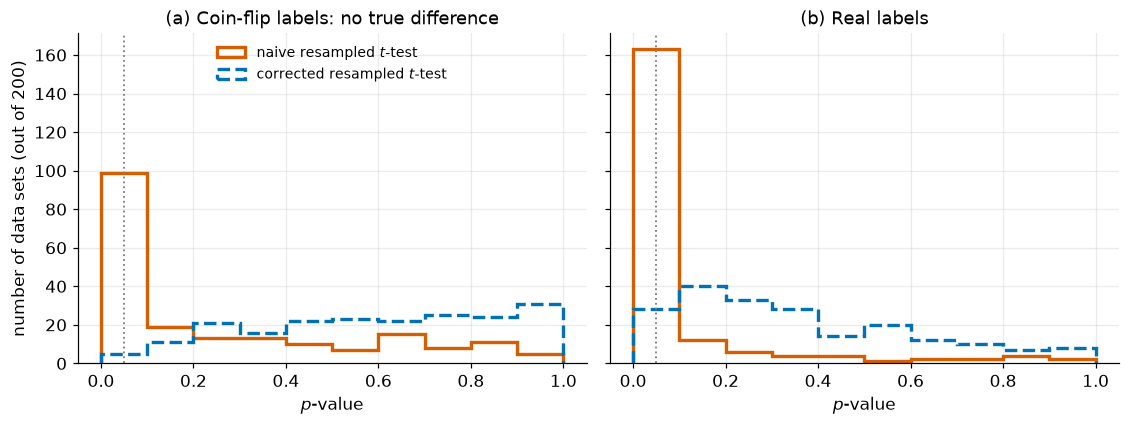 (a) Coin-flip labels: no true difference
(b) Real labels
naive resampled t-test
corrected resampled t-test
number of data sets (out of 200)
160
140
120
100
80
60
40
20
0
0.0 0.2 0.4 0.6 0.8 1.0
0.0 0.2 0.4 0.6 0.8 1.0
p-value
p-value